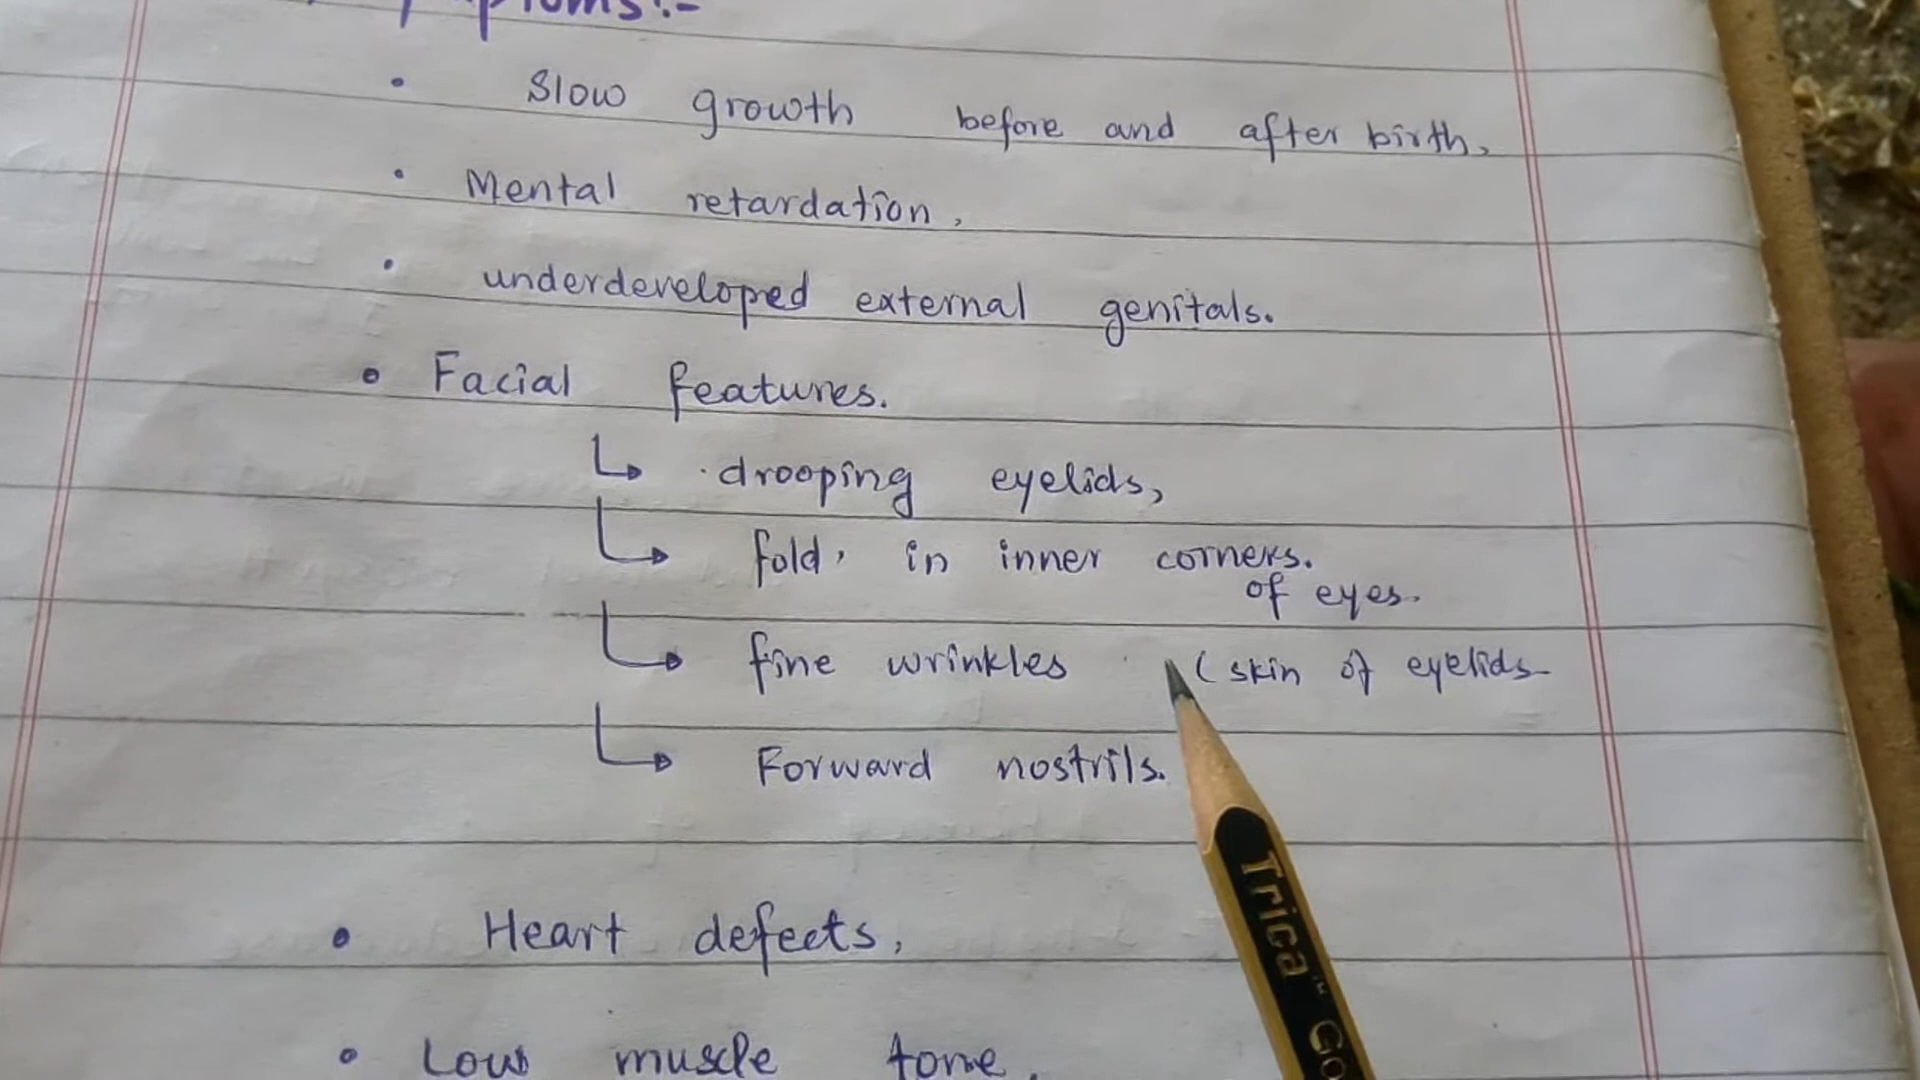 • Slow growth before and after birth,
• Mental retardation,
• underdeveloped external genitals.
• Facial features.
↳ drooping eyelids,
↳ fold, in inner corners.
of eyes.
↳ fine wrinkles (skin of eyelids
↳ Forward nostrils.
• Heart defects,
• Low muscle tone,
Trica™